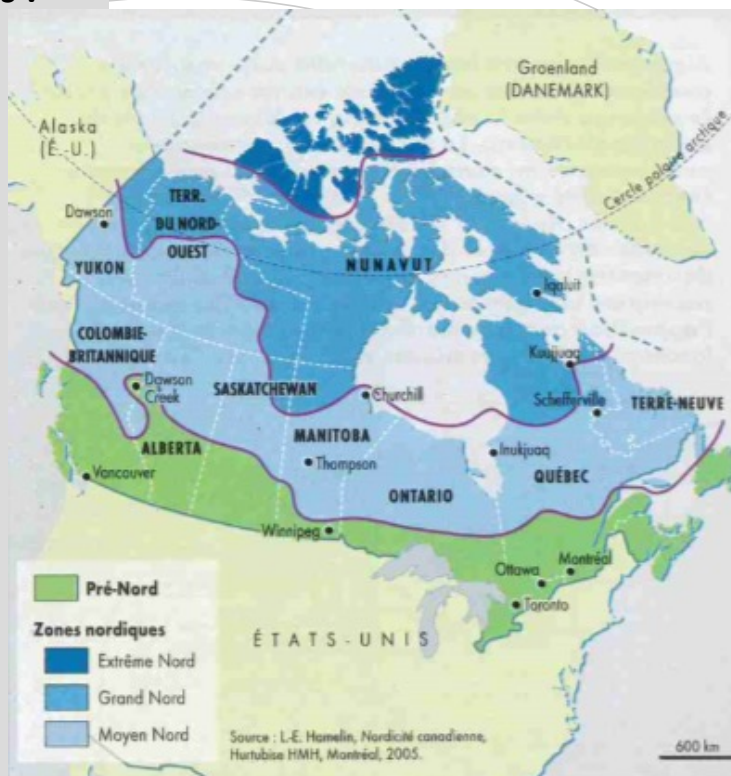 Groenland
(DANEMARK)
Alaska
(É.-U.)
Cercle polaire arctique
TERR.
DU NORD-
OUEST
Dawson
YUKON
NUNAVUT
Iqaluit
COLOMBIE-
BRITANNIQUE
Kuujjuaq
Dawson
Creek
SASKATCHEWAN
Churchill
Schefferville
TERRE-NEUVE
ALBERTA
MANITOBA
Inukjuaq
Thompson
QUÉBEC
Vancouver
ONTARIO
Winnipeg
Montréal
Ottawa
Toronto
ÉTATS-UNIS
Pré-Nord
Zones nordiques
Extrême Nord
Grand Nord
Moyen Nord
Source : L.-E. Hamelin, Nordicité canadienne,
Hurtubise HMH, Montréal, 2005.
600 km